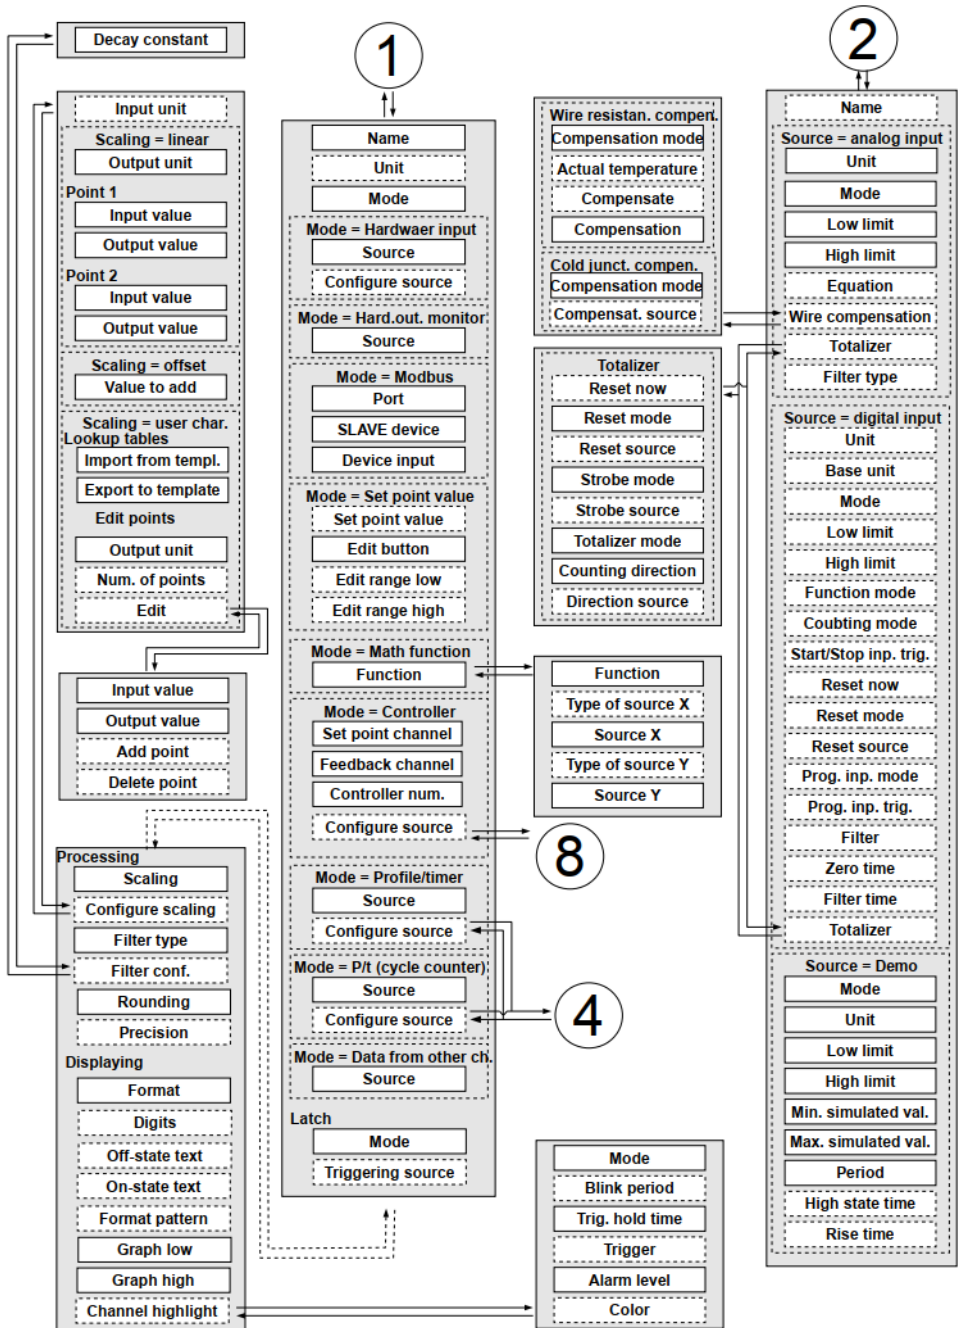 Decay constant
Input unit
Scaling = linear
Output unit
Point 1
Input value
Output value
Point 2
Input value
Output value
Scaling = offset
Value to add
Scaling = user char.
Lookup tables
Import from templ.
Export to template
Edit points
Output unit
Num. of points
Edit
Input value
Output value
Add point
Delete point
Processing
Scaling
Configure scaling
Filter type
Filter conf.
Rounding
Precision
Displaying
Format
Digits
Off-state text
On-state text
Format pattern
Graph low
Graph high
Channel highlight
1
Name
Unit
Mode
Mode = Hardwaer input
Source
Configure source
Mode = Hard.out. monitor
Source
Mode = Modbus
Port
SLAVE device
Device input
Mode = Set point value
Set point value
Edit button
Edit range low
Edit range high
Mode = Math function
Function
Mode = Controller
Set point channel
Feedback channel
Controller num.
Configure source
Mode = Profile/timer
Source
Configure source
Mode = P/t (cycle counter)
Source
Configure source
Mode = Data from other ch.
Source
Latch
Mode
Triggering source
Wire resistan. compen.
Compensation mode
Actual temperature
Compensate
Compensation
Cold junct. compen.
Compensation mode
Compensat. source
Totalizer
Reset now
Reset mode
Reset source
Strobe mode
Strobe source
Totalizer mode
Counting direction
Direction source
Function
Type of source X
Source X
Type of source Y
Source Y
8
4
Mode
Blink period
Trig. hold time
Trigger
Alarm level
Color
2
Name
Source = analog input
Unit
Mode
Low limit
High limit
Equation
Wire compensation
Totalizer
Filter type
Source = digital input
Unit
Base unit
Mode
Low limit
High limit
Function mode
Coubting mode
Start/Stop inp. trig.
Reset now
Reset mode
Reset source
Prog. inp. mode
Prog. inp. trig.
Filter
Zero time
Filter time
Totalizer
Source = Demo
Mode
Unit
Low limit
High limit
Min. simulated val.
Max. simulated val.
Period
High state time
Rise time